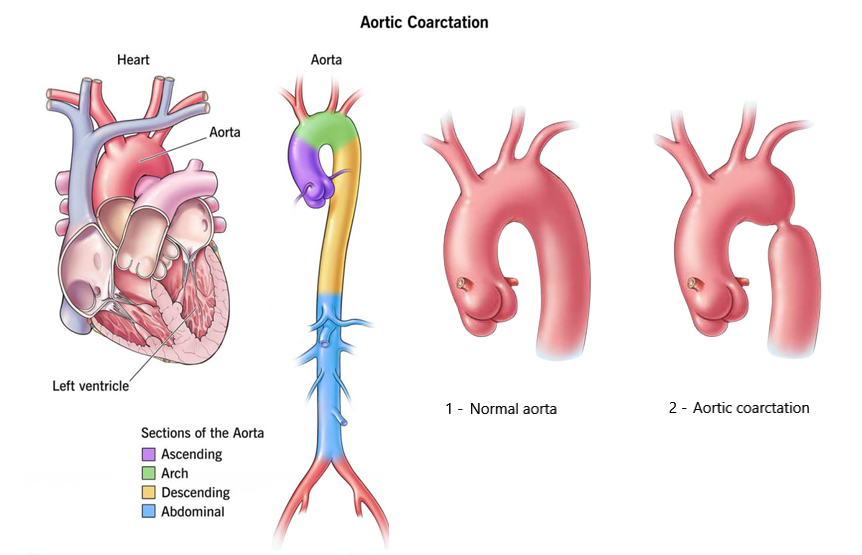 Aortic Coarctation
Heart
Aorta
Aorta
Left ventricle
Sections of the Aorta
Ascending
Arch
Descending
Abdominal
1 - Normal aorta
2 - Aortic coarctation